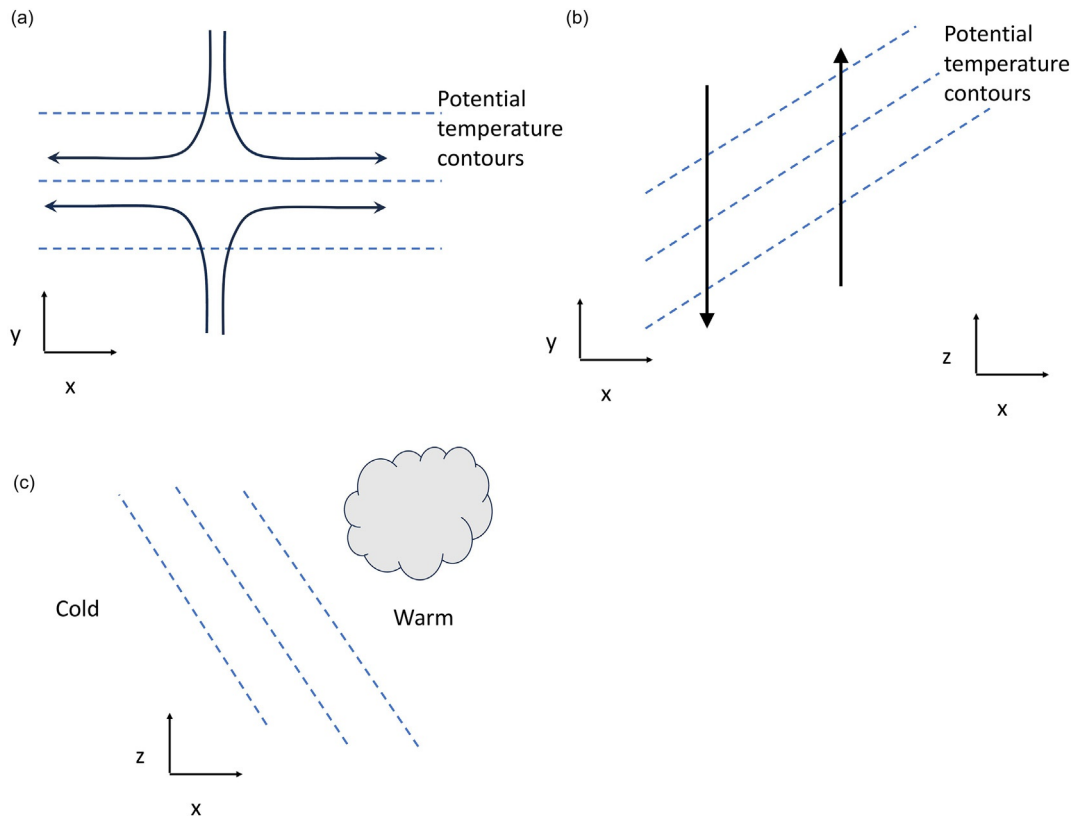 (a)
Potential
temperature
contours
y
x
(b)
Potential
temperature
contours
y
x
z
x
(c)
Cold
Warm
z
x